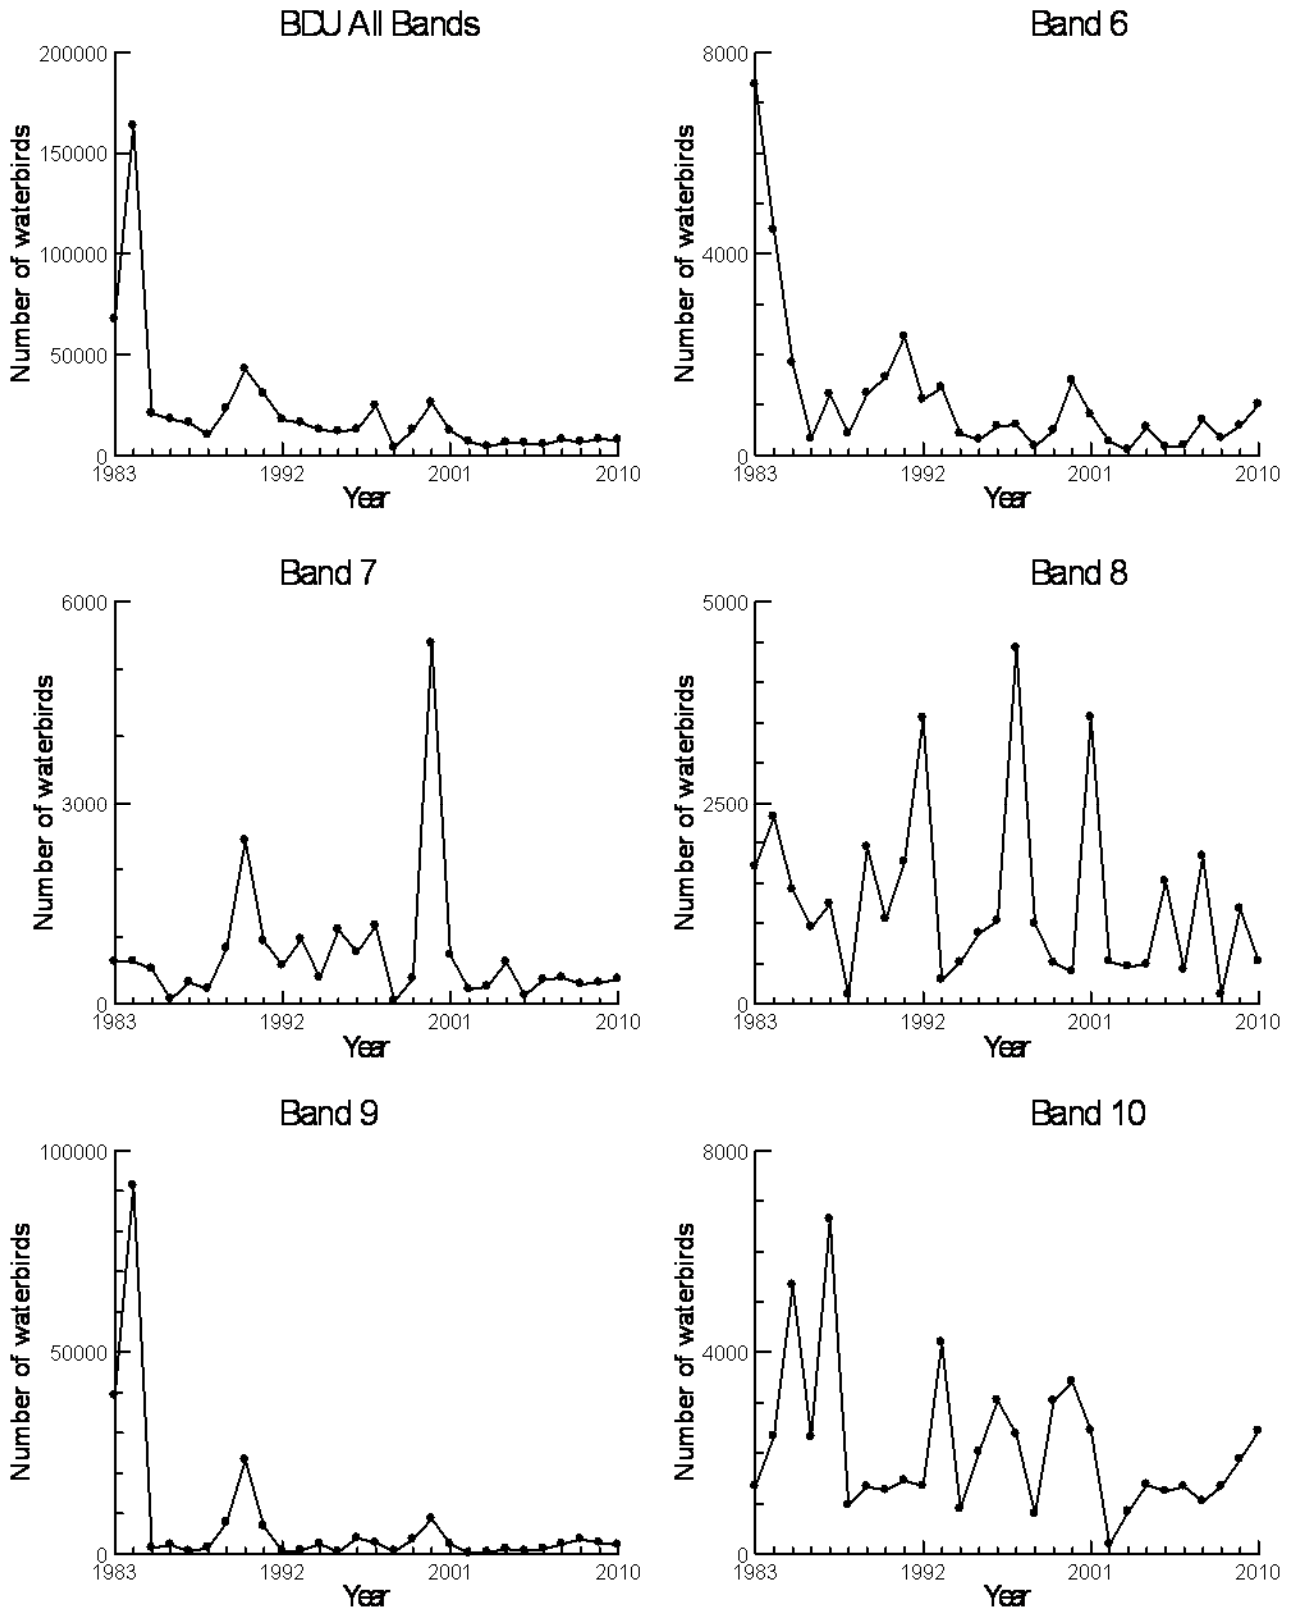 BDU All Bands
200000
150000
100000
50000
0
Number of waterbirds
1983 1992 2001 2010
Year
Band 6
8000
4000
0
Number of waterbirds
1983 1992 2001 2010
Year
Band 7
6000
3000
0
Number of waterbirds
1983 1992 2001 2010
Year
Band 8
5000
2500
0
Number of waterbirds
1983 1992 2001 2010
Year
Band 9
100000
50000
0
Number of waterbirds
1983 1992 2001 2010
Year
Band 10
8000
4000
0
Number of waterbirds
1983 1992 2001 2010
Year